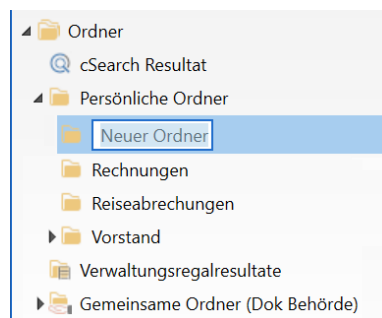 Ordner
cSearch Resultat
Persönliche Ordner
Neuer Ordner
Rechnungen
Reiseabrechungen
Vorstand
Verwaltungsregalresultate
Gemeinsame Ordner (Dok Behörde)